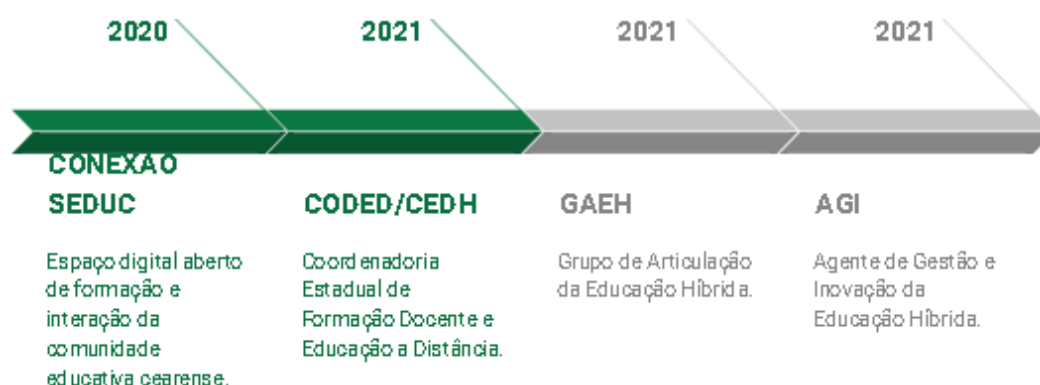 2020
2021
2021
2021
CONEXAO
SEDUC
CODED/CEDH
GAEH
AGI
Espaço digital aberto
de formação e
interação da
comunidade
educativa cearense.
Coordenadoria
Estadual de
Formação Docente e
Educação a Distância.
Grupo de Articulação
da Educação Híbrida.
Agente de Gestão e
Inovação da
Educação Híbrida.